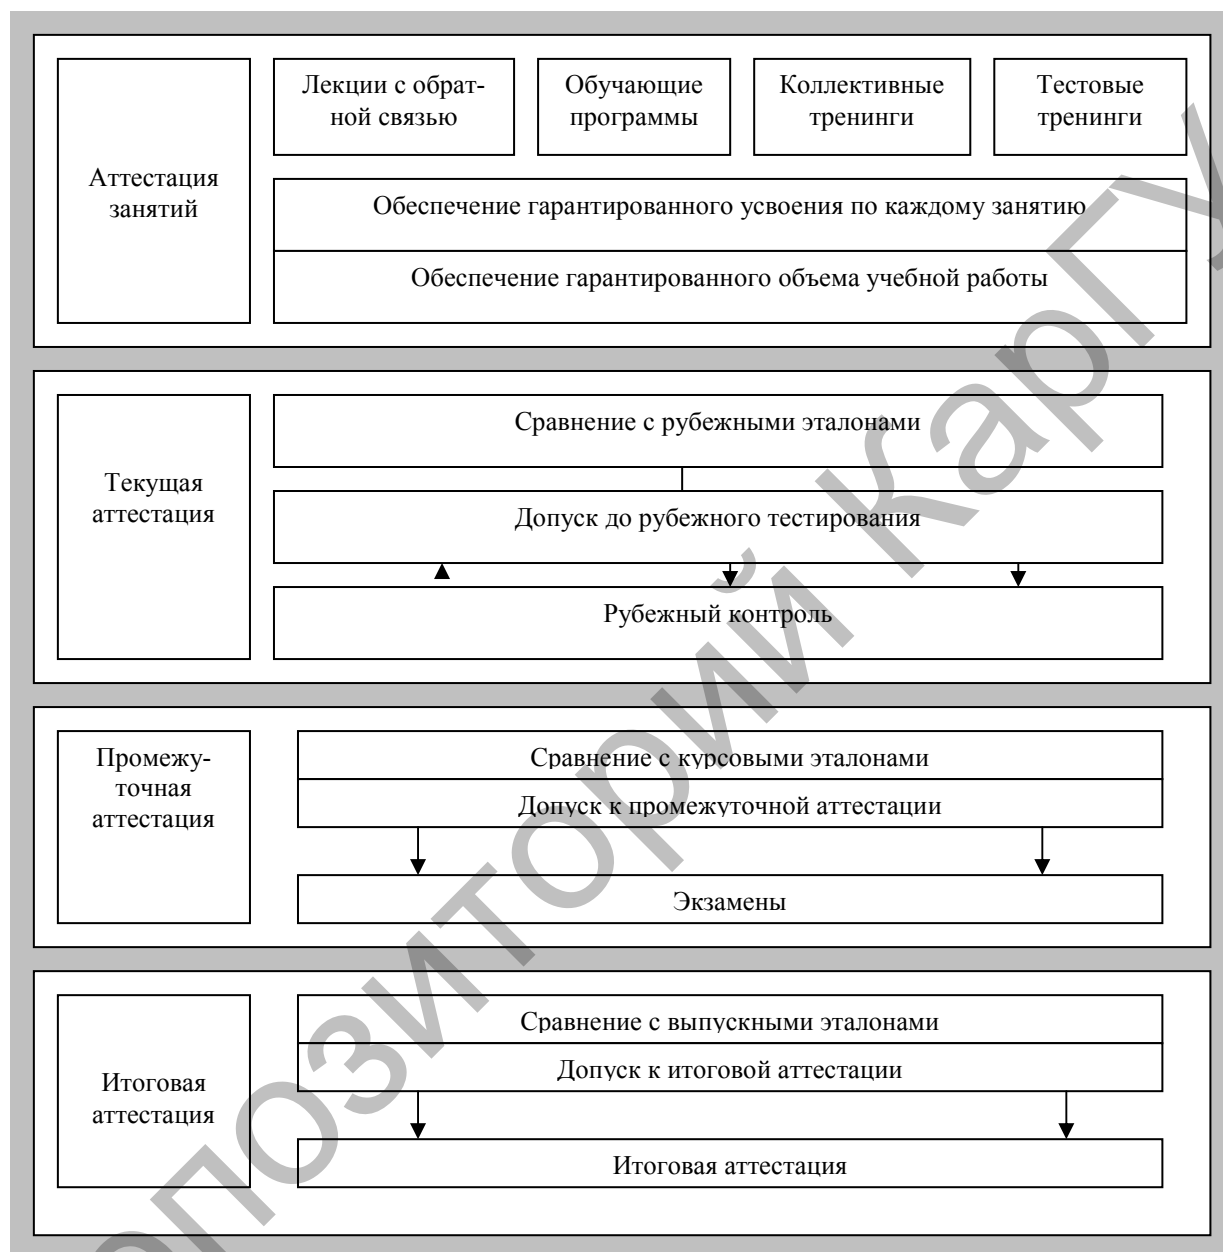 Лекции с обрат-
ной связью
Обучающие
программы
Коллективные
тренинги
Тестовые
тренинги
Аттестация
занятий
Обеспечение гарантированного усвоения по каждому занятию
Обеспечение гарантированного объема учебной работы
Текущая
аттестация
Сравнение с рубежными эталонами
Допуск до рубежного тестирования
Рубежный контроль
Промежу-
точная
аттестация
Сравнение с курсовыми эталонами
Допуск к промежуточной аттестации
Экзамены
Итоговая
аттестация
Сравнение с выпускными эталонами
Допуск к итоговой аттестации
Итоговая аттестация
позиторий КарГУ